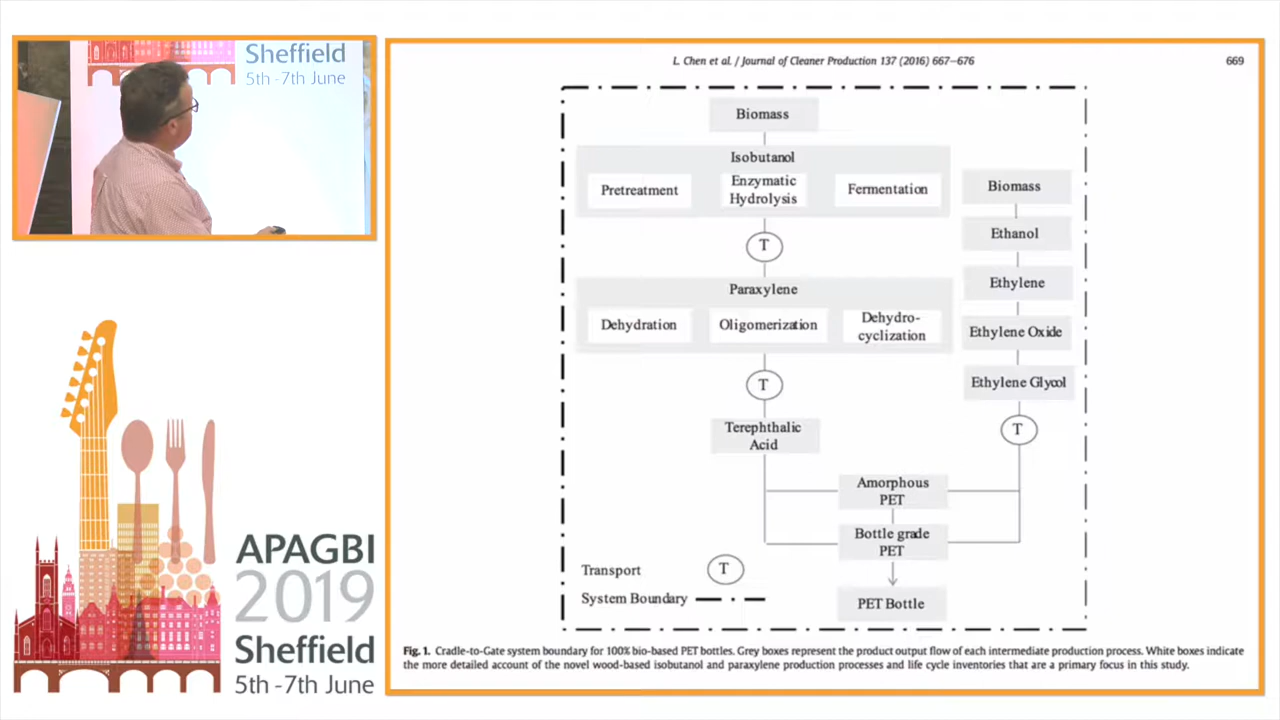 Sheffield
5th -7th June
L. Chen et al. / Journal of Cleaner Production 137 (2016) 667–676
669
Biomass
Isobutanol
Pretreatment
Enzymatic
Hydrolysis
Fermentation
T
Paraxylene
Dehydration
Oligomerization
Dehydro-
cyclization
T
Terephthalic
Acid
Biomass
Ethanol
Ethylene
Ethylene Oxide
Ethylene Glycol
T
Amorphous
PET
Bottle grade
PET
PET Bottle
Transport
T
System Boundary
Fig. 1. Cradle-to-Gate system boundary for 100% bio-based PET bottles. Grey boxes represent the product output flow of each intermediate production process. White boxes indicate
the more detailed account of the novel wood-based isobutanol and paraxylene production processes and life cycle inventories that are a primary focus in this study.
APAGBI
2019
Sheffield
5th -7th June